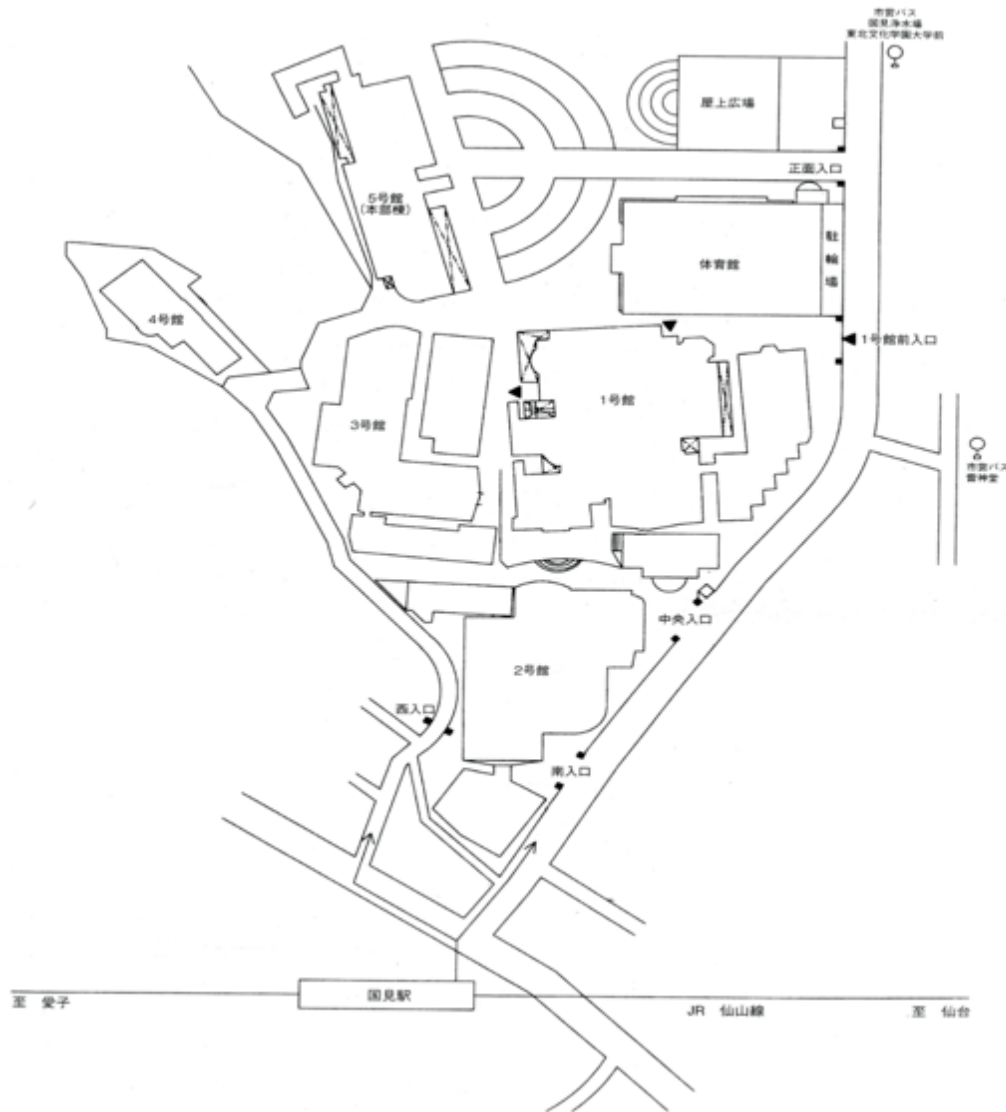 市営バス
国見浄水場
東北文化学園大学前
屋上広場
正面入口
5号館
(本部棟)
体育館
駐輪場
4号館
1号館前入口
1号館
3号館
市営バス
雷神堂
中央入口
2号館
西入口
南入口
国見駅
至 愛子
JR 仙山線
至 仙台